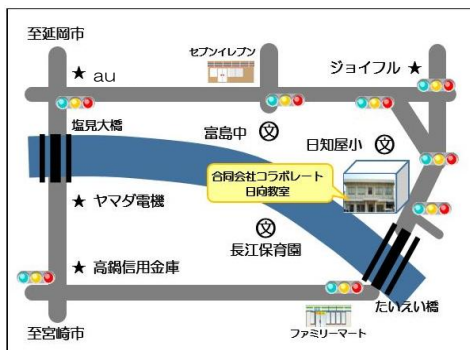 至延岡市
セブンイレブン
ジョイフル ★
★ au
塩見大橋
富島中
文
日知屋小
文
合同会社コラボレート
日向教室
★ ヤマダ電機
文
長江保育園
★ 高鍋信用金庫
たいえい橋
至宮崎市
ファミリーマート